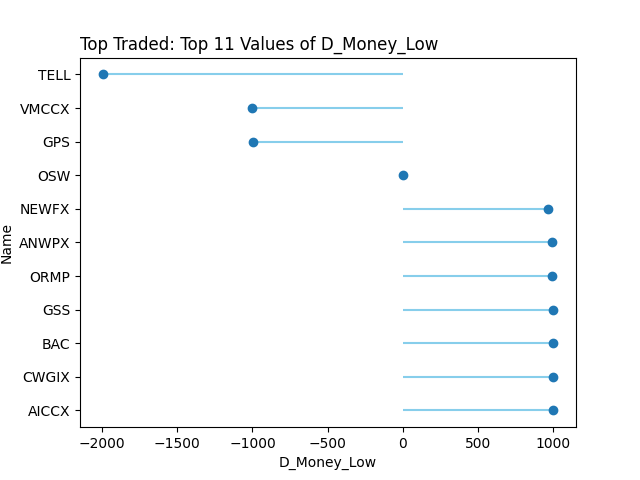 Top Traded: Top 11 Values of D_Money_Low
TELL
VMCCX
GPS
OSW
NEWFX
ANWPX
ORMP
GSS
BAC
CWGIX
AICCX
Name
−2000 −1500 −1000 −500 0 500 1000
D_Money_Low